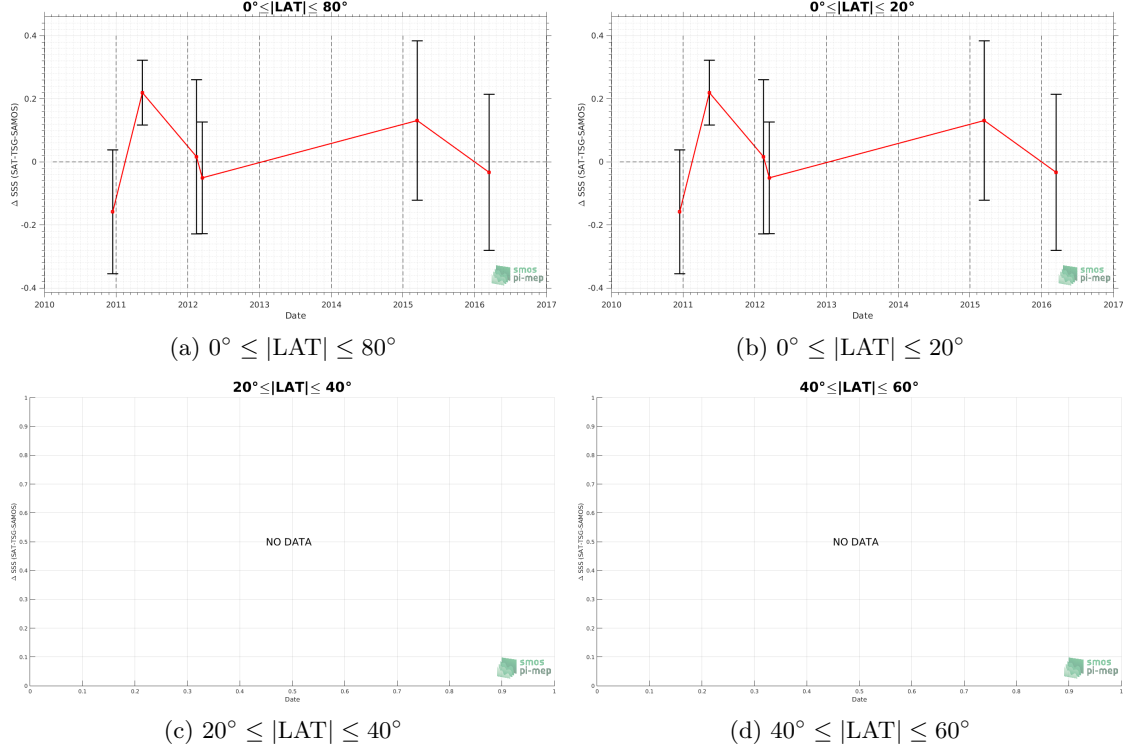 0°≤|LAT|≤ 80°
0.4
0.2
0
-0.2
-0.4
Δ SSS (SAT-TSG-SAMOS)
2010 2011 2012 2013 2014 2015 2016 2017
Date
smos
pi-mep
(a) 0° ≤ |LAT| ≤ 80°
0°≤|LAT|≤ 20°
0.4
0.2
0
-0.2
-0.4
Δ SSS (SAT-TSG-SAMOS)
2010 2011 2012 2013 2014 2015 2016 2017
Date
smos
pi-mep
(b) 0° ≤ |LAT| ≤ 20°
20°≤|LAT|≤ 40°
1
0.9
0.8
0.7
0.6
0.5
0.4
0.3
0.2
0.1
0
Δ SSS (SAT-TSG-SAMOS)
NO DATA
0 0.1 0.2 0.3 0.4 0.5 0.6 0.7 0.8 0.9 1
Date
smos
pi-mep
(c) 20° ≤ |LAT| ≤ 40°
40°≤|LAT|≤ 60°
1
0.9
0.8
0.7
0.6
0.5
0.4
0.3
0.2
0.1
0
Δ SSS (SAT-TSG-SAMOS)
NO DATA
0 0.1 0.2 0.3 0.4 0.5 0.6 0.7 0.8 0.9 1
Date
smos
pi-mep
(d) 40° ≤ |LAT| ≤ 60°